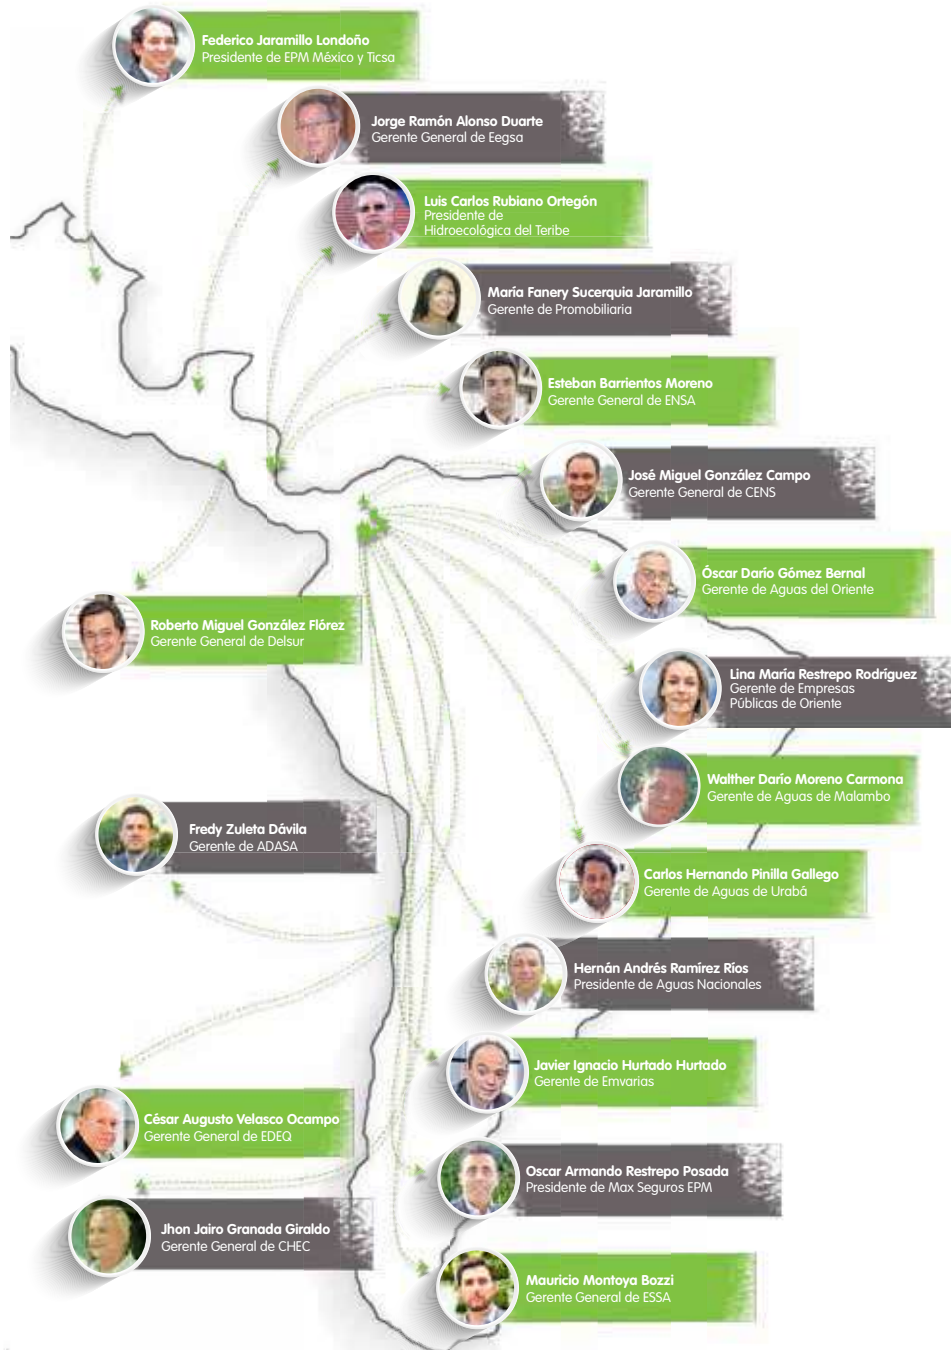 Federico Jaramillo Londoño
Presidente de EPM México y Ticsa
Jorge Ramón Alonso Duarte
Gerente General de Eegsa
Luis Carlos Rubiano Ortegón
Presidente de
Hidroecológica del Teribe
María Fanery Sucerquia Jaramillo
Gerente de Promobiliaria
Esteban Barrientos Moreno
Gerente General de ENSA
José Miguel González Campo
Gerente General de CENS
Óscar Darío Gómez Bernal
Gerente de Aguas del Oriente
Roberto Miguel González Flórez
Gerente General de Delsur
Lina María Restrepo Rodríguez
Gerente de Empresas
Públicas de Oriente
Walther Darío Moreno Carmona
Gerente de Aguas de Malambo
Fredy Zuleta Dávila
Gerente de ADASA
Carlos Hernando Pinilla Gallego
Gerente de Aguas de Urabá
Hernán Andrés Ramírez Ríos
Presidente de Aguas Nacionales
Javier Ignacio Hurtado Hurtado
Gerente de Emvarias
César Augusto Velasco Ocampo
Gerente General de EDEQ
Oscar Armando Restrepo Posada
Presidente de Max Seguros EPM
Jhon Jairo Granada Giraldo
Gerente General de CHEC
Mauricio Montoya Bozzi
Gerente General de ESSA